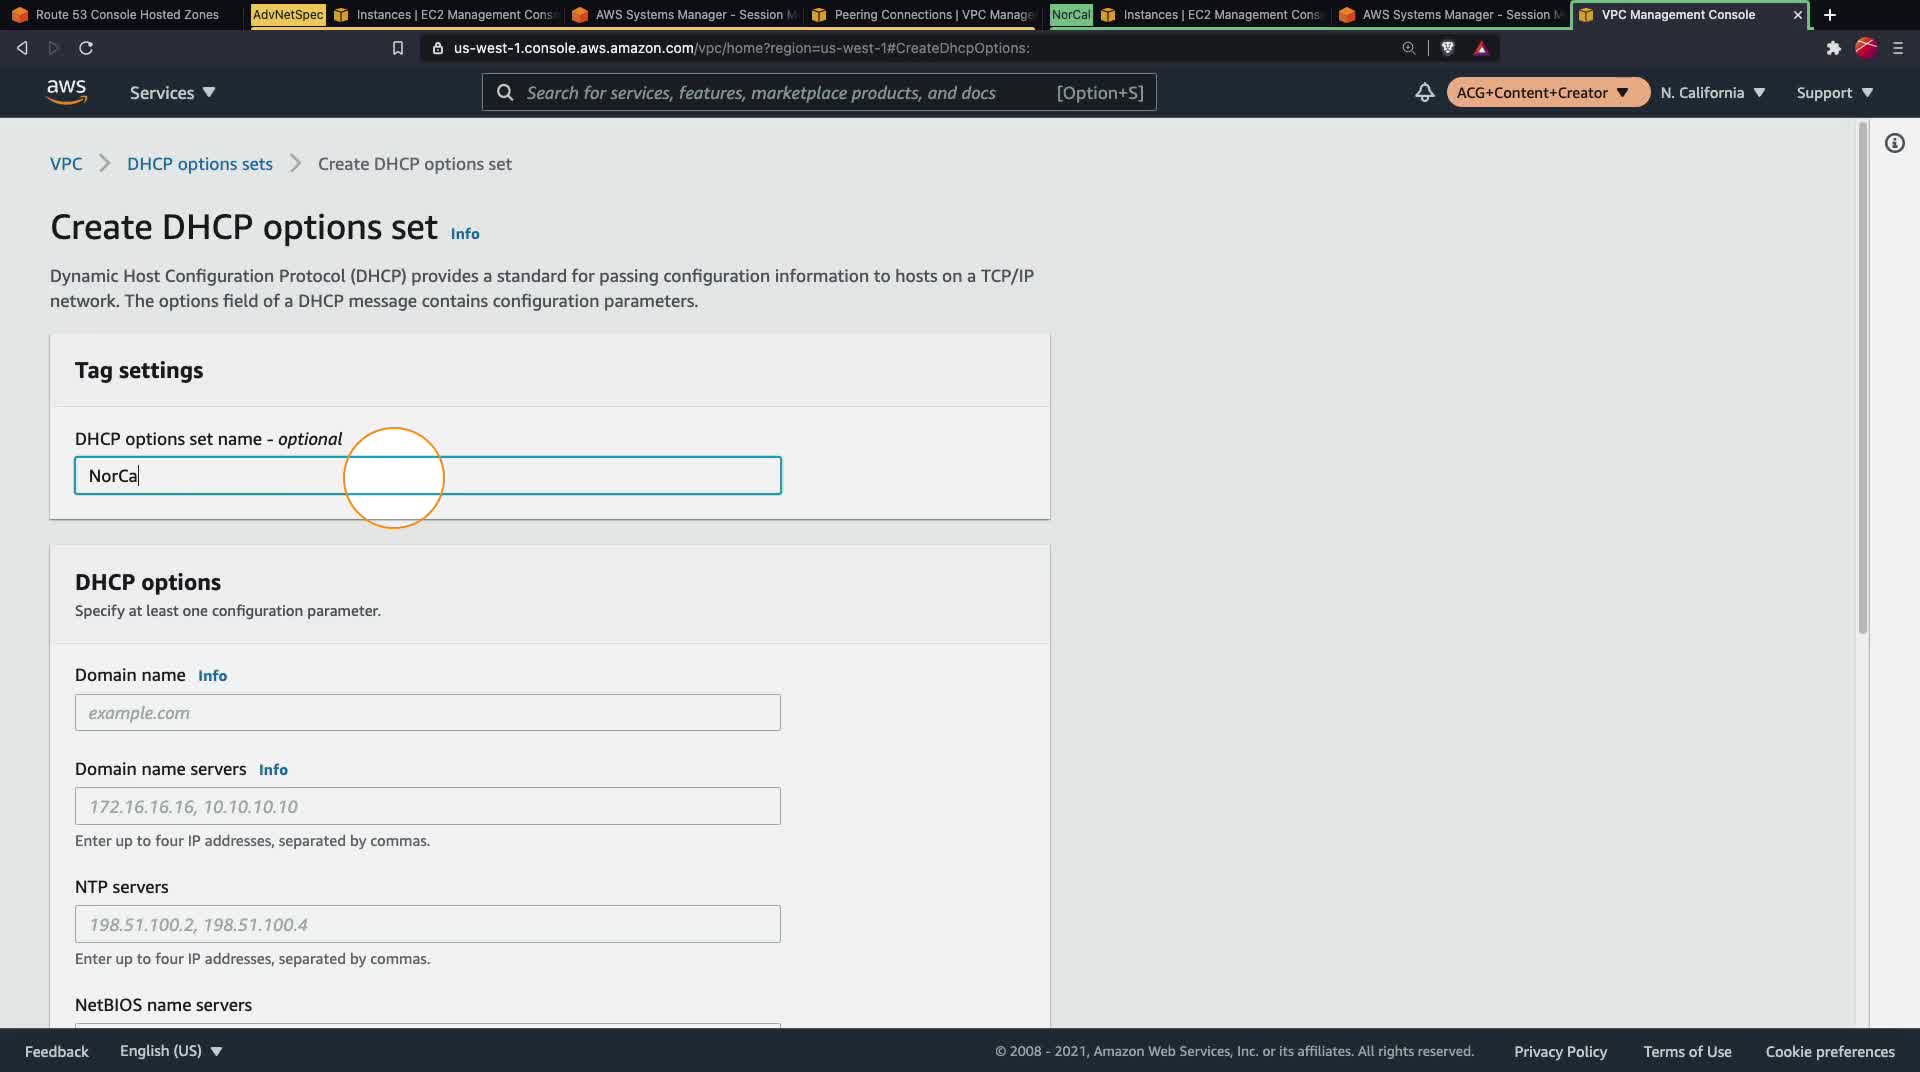 Route 53 Console Hosted Zones
AdvNetSpec
Instances | EC2 Management Cons
AWS Systems Manager - Session M
Peering Connections | VPC Manage
NorCal
Instances | EC2 Management Cons
AWS Systems Manager - Session M
VPC Management Console
us-west-1.console.aws.amazon.com/vpc/home?region=us-west-1#CreateDhcpOptions:
aws
Services
Search for services, features, marketplace products, and docs
[Option+S]
ACG+Content+Creator
N. California
Support
VPC
DHCP options sets
Create DHCP options set
Create DHCP options set Info
Dynamic Host Configuration Protocol (DHCP) provides a standard for passing configuration information to hosts on a TCP/IP
network. The options field of a DHCP message contains configuration parameters.
Tag settings
DHCP options set name - optional
NorCa
DHCP options
Specify at least one configuration parameter.
Domain name Info
example.com
Domain name servers Info
172.16.16.16, 10.10.10.10
Enter up to four IP addresses, separated by commas.
NTP servers
198.51.100.2, 198.51.100.4
Enter up to four IP addresses, separated by commas.
NetBIOS name servers
Feedback
English (US)
© 2008 - 2021, Amazon Web Services, Inc. or its affiliates. All rights reserved.
Privacy Policy
Terms of Use
Cookie preferences